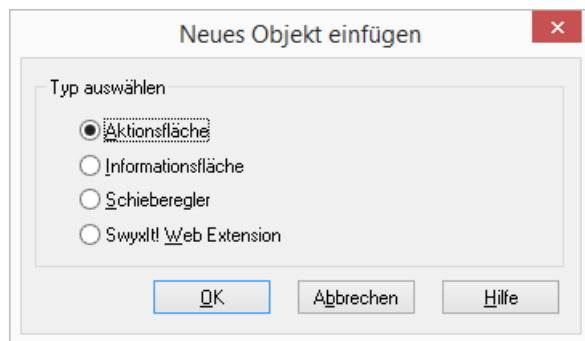 Neues Objekt einfügen
Typ auswählen
Aktionsfläche
Informationsfläche
Schieberegler
SwyxIt! Web Extension
OK Abbrechen Hilfe